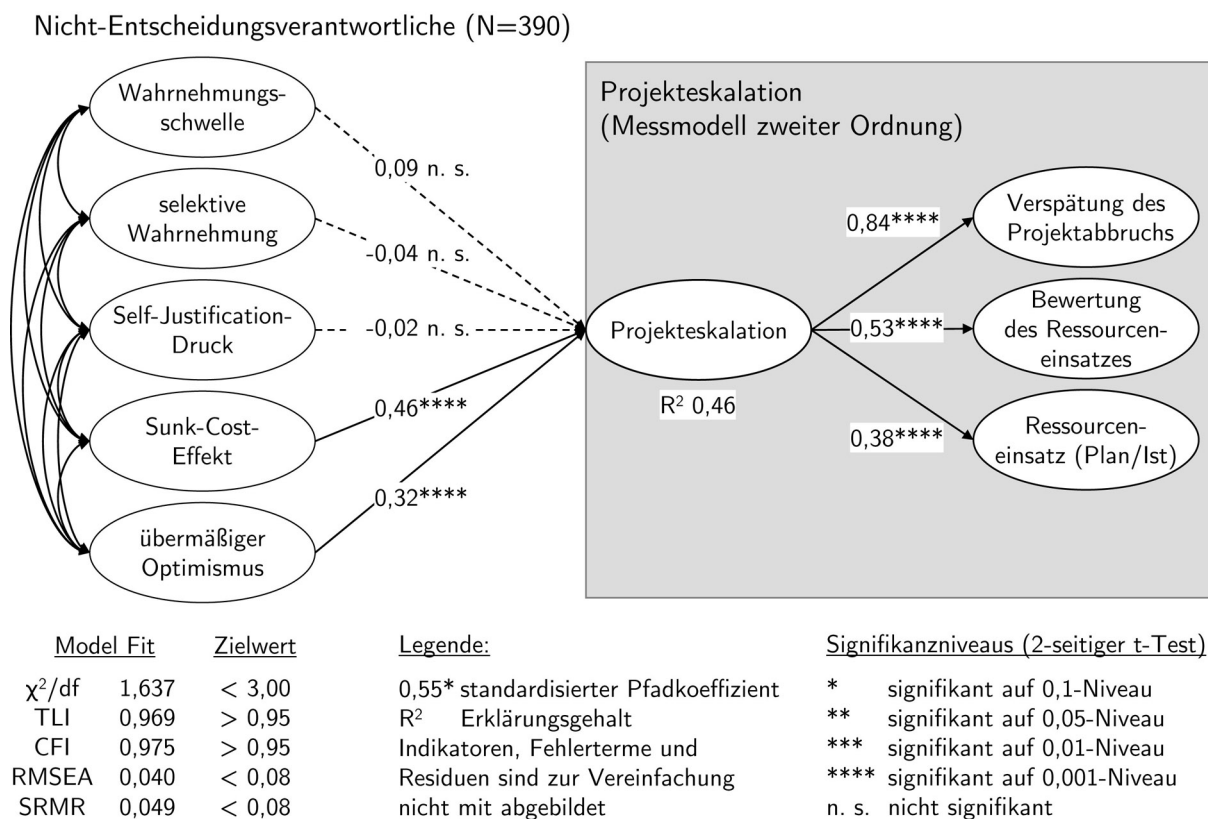 Nicht-Entscheidungsverantwortliche (N=390)
Wahrnehmungs-
schwelle
selektive
Wahrnehmung
Self-Justification-
Druck
Sunk-Cost-
Effekt
übermäßiger
Optimismus
0,09 n. s.
-0,04 n. s.
-0,02 n. s.
0,46****
0,32****
Projekteskalation
(Messmodell zweiter Ordnung)
Projekteskalation
R² 0,46
0,84****
0,53****
0,38****
Verspätung des
Projektabbruchs
Bewertung
des Ressourcen-
einsatzes
Ressourcen-
einsatz (Plan/Ist)
Model Fit Zielwert
χ²/df 1,637 < 3,00
TLI 0,969 > 0,95
CFI 0,975 > 0,95
RMSEA 0,040 < 0,08
SRMR 0,049 < 0,08
Legende:
0,55* standardisierter Pfadkoeffizient
R² Erklärungsgehalt
Indikatoren, Fehlerterme und
Residuen sind zur Vereinfachung
nicht mit abgebildet
Signifikanzniveaus (2-seitiger t-Test)
* signifikant auf 0,1-Niveau
** signifikant auf 0,05-Niveau
*** signifikant auf 0,01-Niveau
**** signifikant auf 0,001-Niveau
n. s. nicht signifikant